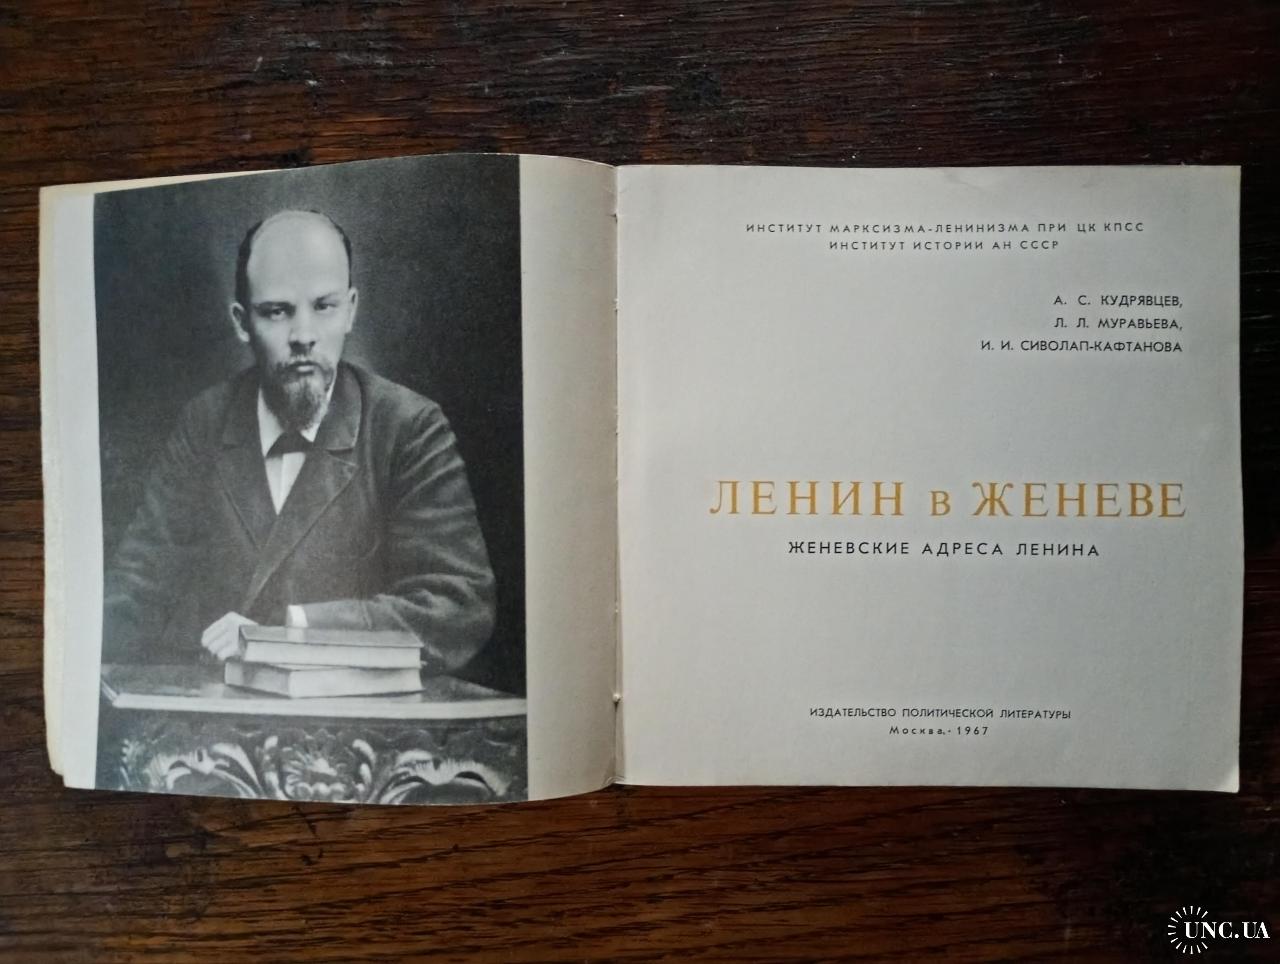 ИНСТИТУТ МАРКСИЗМА-ЛЕНИНИЗМА ПРИ ЦК КПСС
ИНСТИТУТ ИСТОРИИ АН СССР
А. С. КУДРЯВЦЕВ,
Л. Л. МУРАВЬЕВА,
И. И. СИВОЛАП-КАФТАНОВА
ЛЕНИН в ЖЕНЕВЕ
ЖЕНЕВСКИЕ АДРЕСА ЛЕНИНА
ИЗДАТЕЛЬСТВО ПОЛИТИЧЕСКОЙ ЛИТЕРАТУРЫ
Москва.·1967
UNC.UA